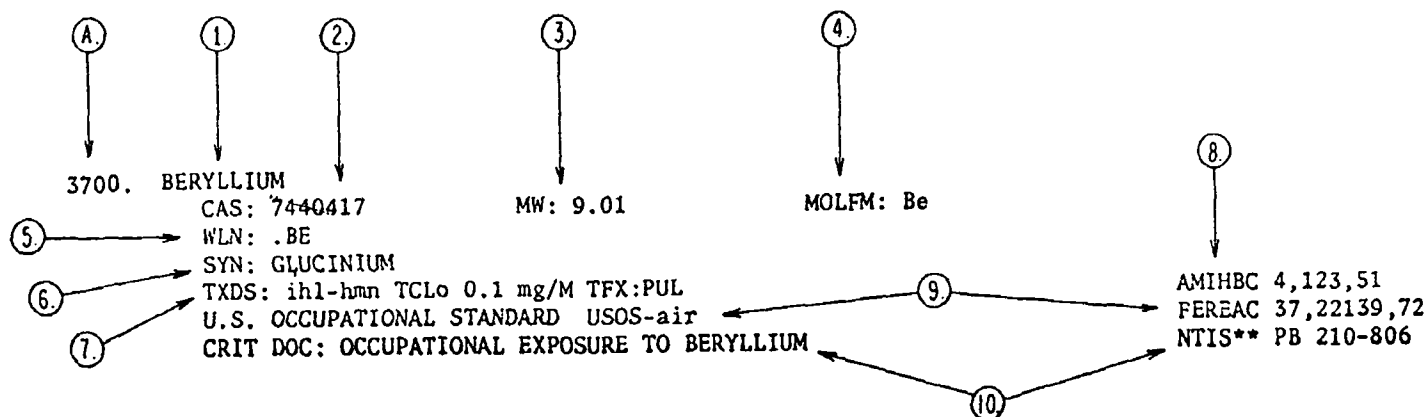 A. 1. 2. 3. 4.
8.
3700. BERYLLIUM
CAS: 7440417 MW: 9.01 MOLFM: Be
5. WLN: .BE
6. SYN: GLUCINIUM
TXDS: ihl-hmn TCLo 0.1 mg/M TFX:PUL AMIHBC 4,123,51
9.
U.S. OCCUPATIONAL STANDARD USOS-air FEREAC 37,22139,72
7. CRIT DOC: OCCUPATIONAL EXPOSURE TO BERYLLIUM NTIS** PB 210-806
10.